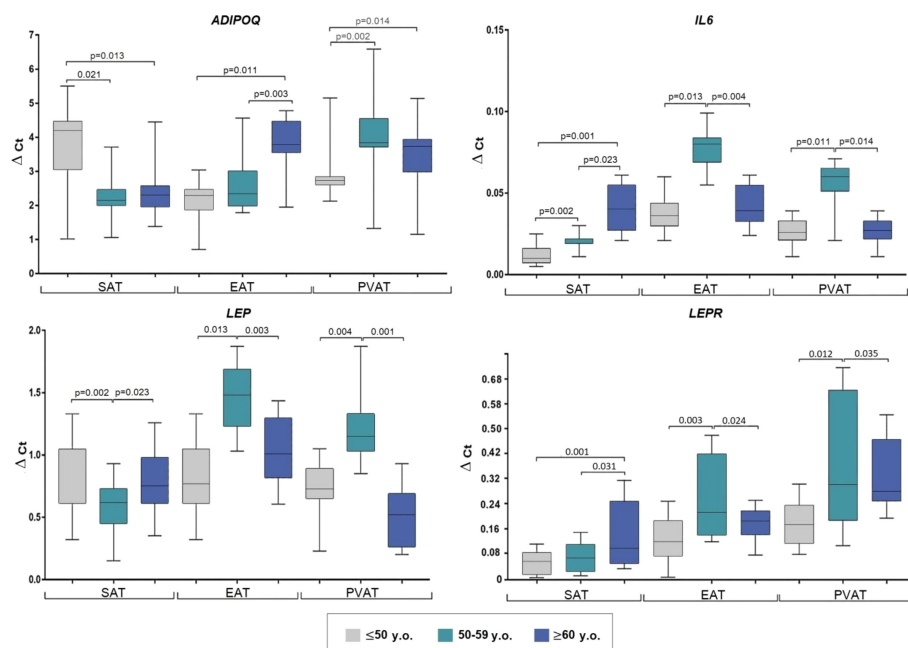 ADIPOQ
p=0.014
p=0.002
p=0.013
0.021
p=0.011
p=0.003
Δ Ct
7
6
5
4
3
2
1
0
SAT
EAT
PVAT
IL6
p=0.013
p=0.004
p=0.011
p=0.014
p=0.001
p=0.023
p=0.002
Δ Ct
0.15
0.10
0.05
0.00
SAT
EAT
PVAT
LEP
0.013
0.003
0.004
0.001
p=0.002
p=0.023
Δ Ct
2.0
1.5
1.0
0.5
0.0
SAT
EAT
PVAT
LEPR
0.012
0.035
0.003
0.024
0.001
0.031
Δ Ct
0.68
0.58
0.50
0.42
0.32
0.24
0.16
0.08
0
SAT
EAT
PVAT
≤50 y.o.
50-59 y.o.
≥60 y.o.